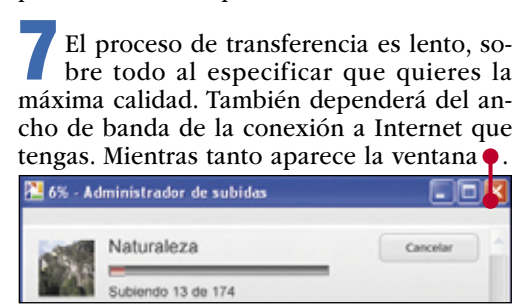 7 El proceso de transferencia es lento, so-
bre todo al especificar que quieres la
máxima calidad. También dependerá del an-
cho de banda de la conexión a Internet que
tengas. Mientras tanto aparece la ventana .
6% - Administrador de subidas
Naturaleza
Cancelar
Subiendo 13 de 174